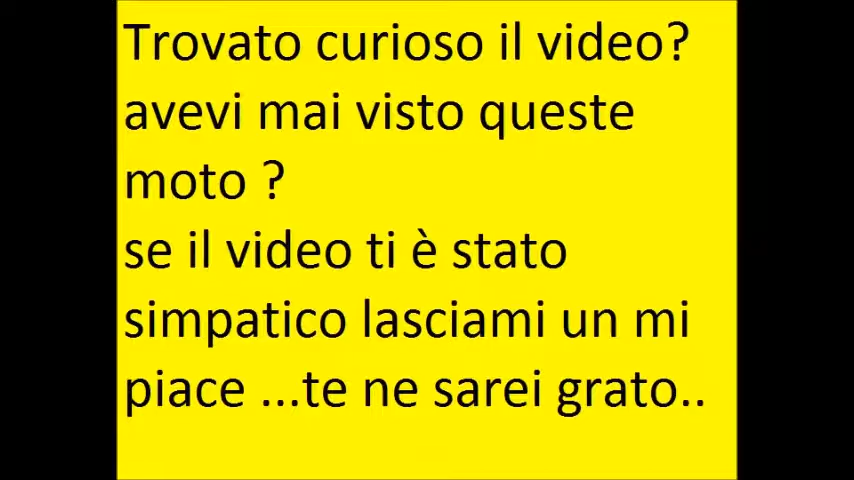 Trovato curioso il video?
avevi mai visto queste
moto ?
se il video ti è stato
simpatico lasciami un mi
piace ...te ne sarei grato..